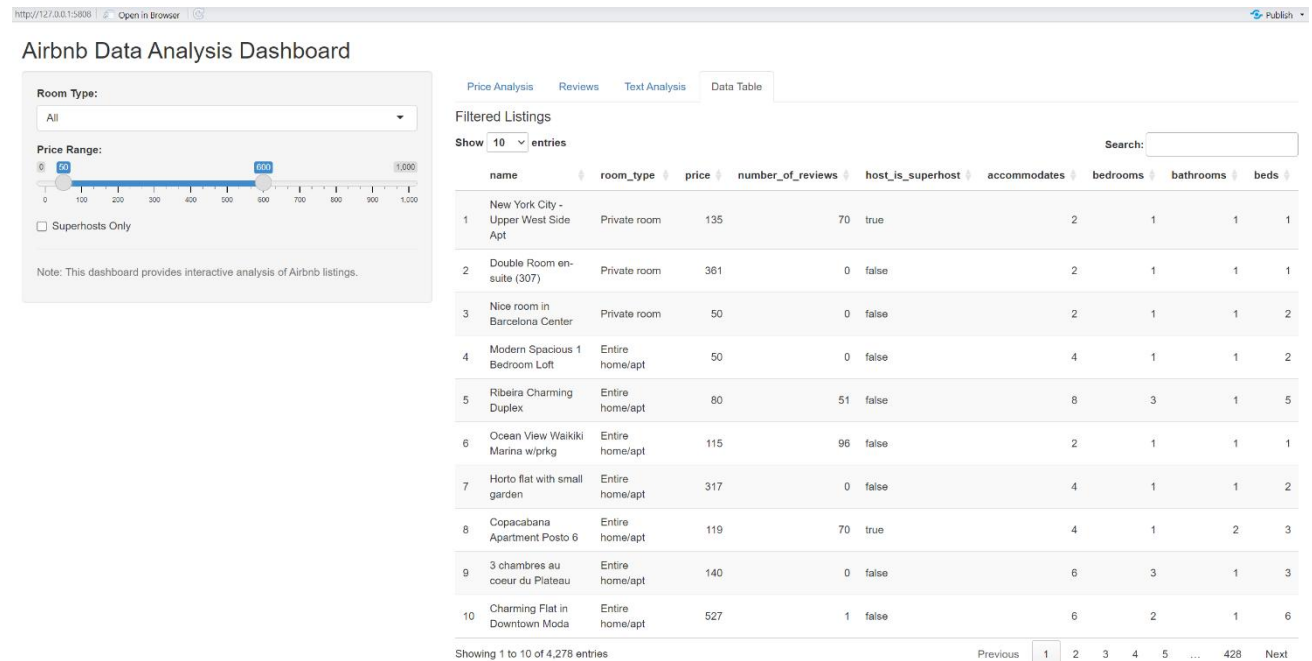 http://127.0.0.1:5808 Open in Browser Publish
Airbnb Data Analysis Dashboard
Room Type:
All
Price Range:
0 50 600 1,000
0 100 200 300 400 500 600 700 800 900 1,000
Superhosts Only
Note: This dashboard provides interactive analysis of Airbnb listings.
Price Analysis Reviews Text Analysis Data Table
Filtered Listings
Show 10 entries Search:
name room_type price number_of_reviews host_is_superhost accommodates bedrooms bathrooms beds
1 New York City - Upper West Side Apt Private room 135 70 true 2 1 1 1
2 Double Room en-suite (307) Private room 361 0 false 2 1 1 1
3 Nice room in Barcelona Center Private room 50 0 false 2 1 1 2
4 Modern Spacious 1 Bedroom Loft Entire home/apt 50 0 false 4 1 1 2
5 Ribeira Charming Duplex Entire home/apt 80 51 false 8 3 1 5
6 Ocean View Waikiki Marina w/prkg Entire home/apt 115 96 false 2 1 1 1
7 Horto flat with small garden Entire home/apt 317 0 false 4 1 1 2
8 Copacabana Apartment Posto 6 Entire home/apt 119 70 true 4 1 2 3
9 3 chambres au coeur du Plateau Entire home/apt 140 0 false 6 3 1 3
10 Charming Flat in Downtown Moda Entire home/apt 527 1 false 6 2 1 6
Showing 1 to 10 of 4,278 entries Previous 1 2 3 4 5 … 428 Next